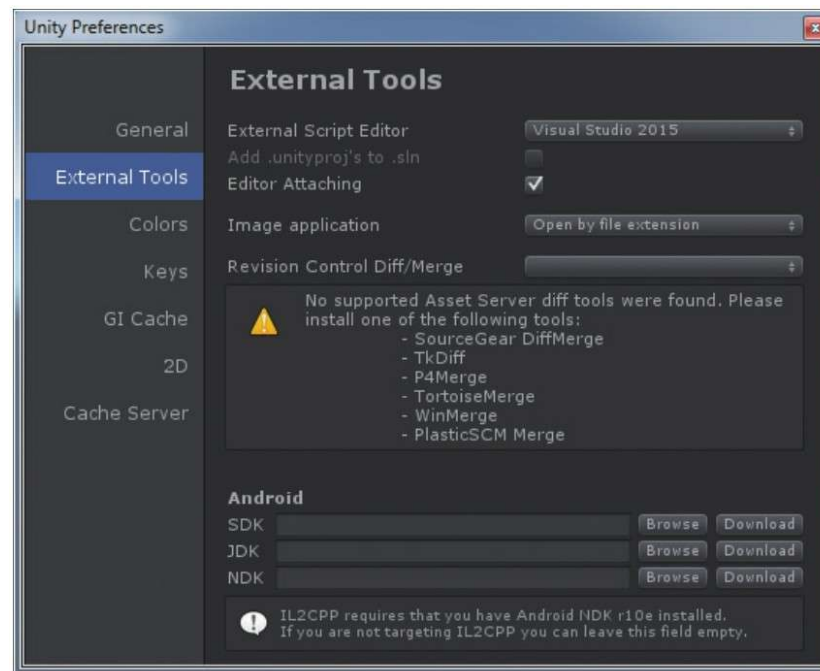 Unity Preferences
x
External Tools
General
External Tools
Colors
Keys
GI Cache
2D
Cache Server
External Script Editor
Visual Studio 2015
Add .unityproj's to .sln
Editor Attaching
Image application
Open by file extension
Revision Control Diff/Merge
No supported Asset Server diff tools were found. Please
install one of the following tools:
- SourceGear DiffMerge
- TkDiff
- P4Merge
- TortoiseMerge
- WinMerge
- PlasticSCM Merge
Android
SDK Browse Download
JDK Browse Download
NDK Browse Download
IL2CPP requires that you have Android NDK r10e installed.
If you are not targeting IL2CPP you can leave this field empty.